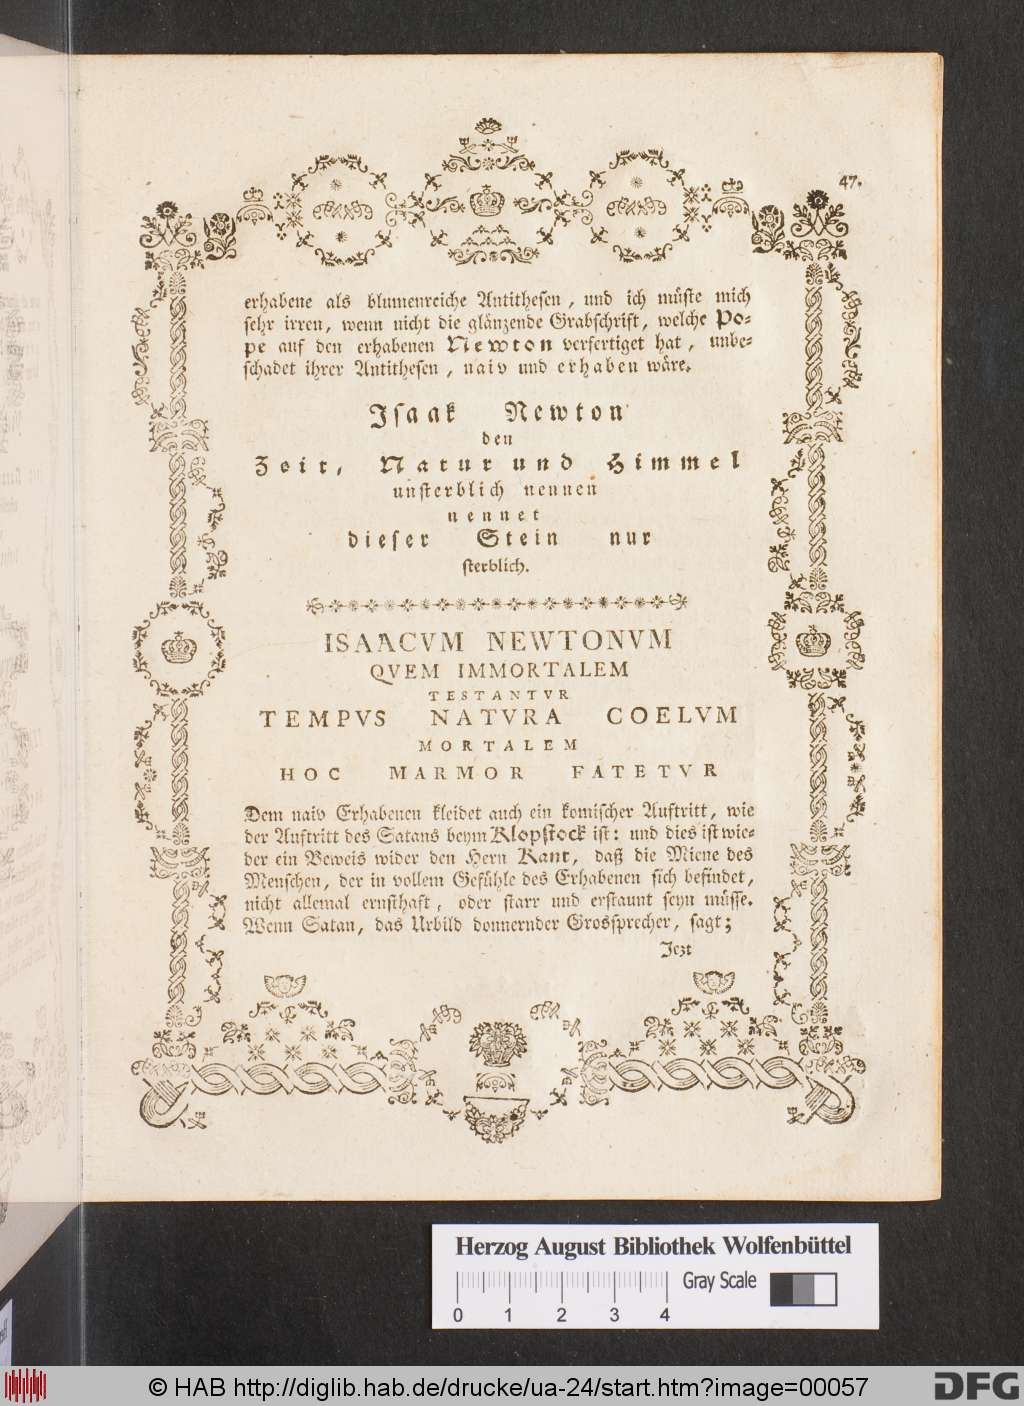 47.
erhabene als blumenreiche Antithesen, und ich müste mich
sehr irren, wenn nicht die glänzende Grabschrift, welche Po-
pe auf den erhabenen Newton verfertiget hat, unbe-
schadet ihrer Antithesen, naiv und erhaben wäre.
Isaak Newton
den
Zeit, Natur und Himmel
unsterblich nennen
nennet
dieser Stein nur
sterblich.
ISAACVM NEWTONVM
QVEM IMMORTALEM
TESTANTVR
TEMPVS NATVRA COELVM
MORTALEM
HOC MARMOR FATETVR
Dem naiv Erhabenen kleidet auch ein komischer Auftritt, wie
der Auftritt des Satans beym Klopstock ist: und dies ist wie-
der ein Beweis wider den Hern Kant, daß die Miene des
Menschen, der in vollem Gefühle des Erhabenen sich befindet,
nicht allemal ernsthaft, oder starr und erstaunt seyn müsse.
Wenn Satan, das Urbild donnernder Grossprecher, sagt;
Jezt
Herzog August Bibliothek Wolfenbüttel
Gray Scale
0 1 2 3 4
© HAB http://diglib.hab.de/drucke/ua-24/start.htm?image=00057
DFG